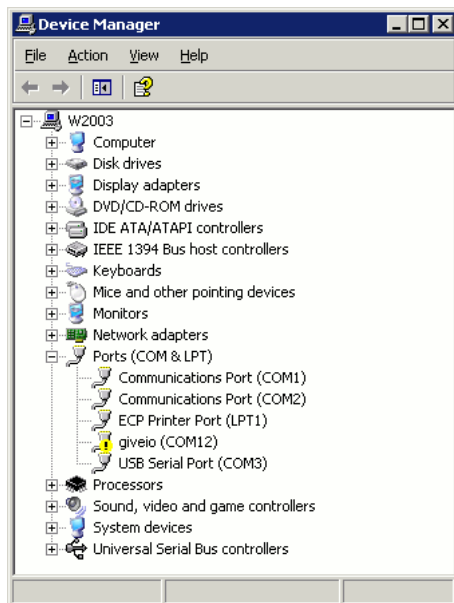 Device Manager
File Action View Help
W2003
Computer
Disk drives
Display adapters
DVD/CD-ROM drives
IDE ATA/ATAPI controllers
IEEE 1394 Bus host controllers
Keyboards
Mice and other pointing devices
Monitors
Network adapters
Ports (COM & LPT)
Communications Port (COM1)
Communications Port (COM2)
ECP Printer Port (LPT1)
giveio (COM12)
USB Serial Port (COM3)
Processors
Sound, video and game controllers
System devices
Universal Serial Bus controllers